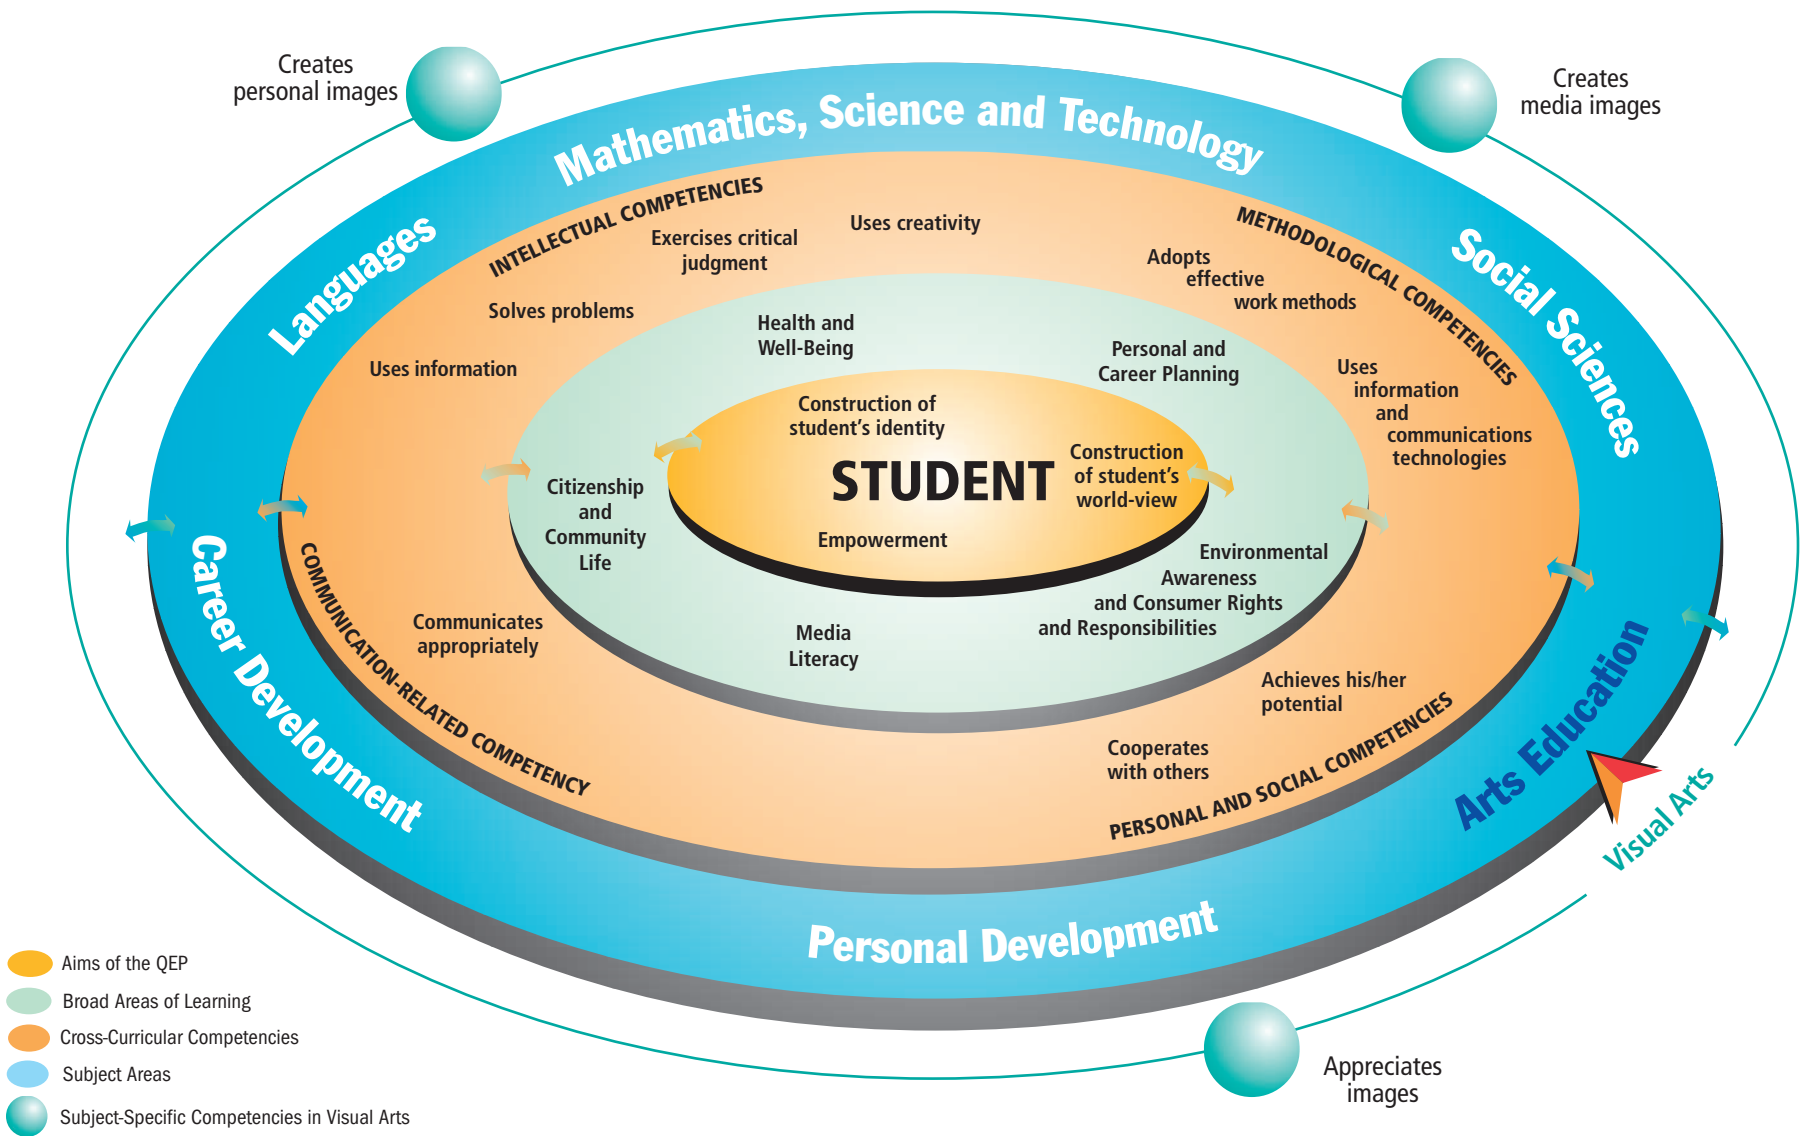 Creates
personal images
Creates
media images
Mathematics, Science and Technology
Languages
Social Sciences
INTELLECTUAL COMPETENCIES
METHODOLOGICAL COMPETENCIES
Uses creativity
Exercises critical
judgment
Solves problems
Uses information
Adopts
effective
work methods
Uses
information
and
communications
technologies
Health and
Well-Being
Personal and
Career Planning
Construction of
student's identity
STUDENT
Construction
of student's
world-view
Empowerment
Citizenship
and
Community
Life
Environmental
Awareness
and Consumer Rights
and Responsibilities
Media
Literacy
Communicates
appropriately
COMMUNICATION-RELATED COMPETENCY
Achieves his/her
potential
Cooperates
with others
PERSONAL AND SOCIAL COMPETENCIES
Career Development
Arts Education
Visual Arts
Personal Development
Appreciates
images
Aims of the QEP
Broad Areas of Learning
Cross-Curricular Competencies
Subject Areas
Subject-Specific Competencies in Visual Arts